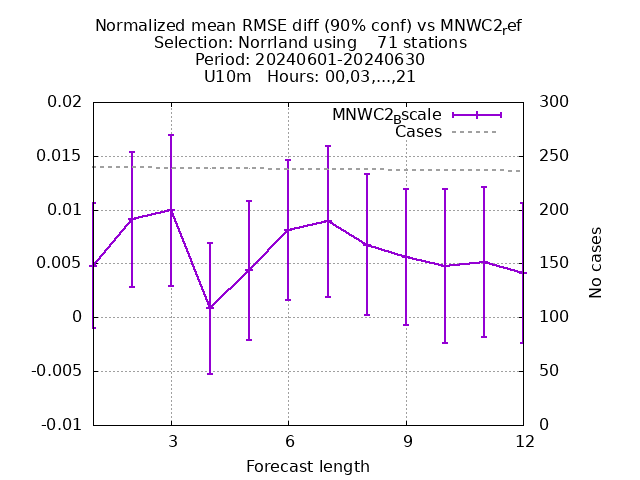 Normalized mean RMSE diff (90% conf) vs MNWC2ref
Selection: Norrland using 71 stations
Period: 20240601-20240630
U10m Hours: 00,03,...,21
0.02
0.015
0.01
0.005
0
-0.005
-0.01
MNWC2Bscale
Cases
300
250
200
150
100
50
0
No cases
3
6
9
12
Forecast length